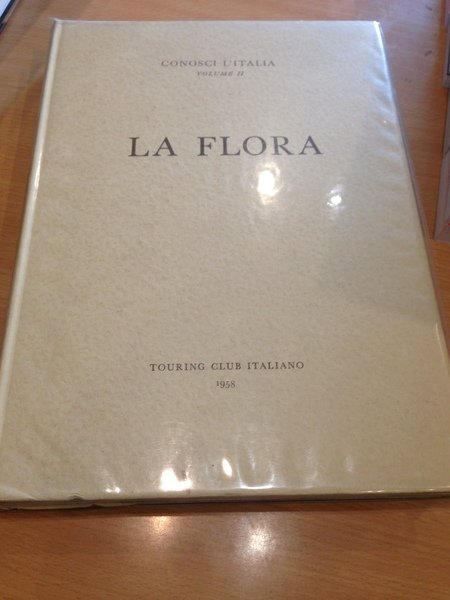 CONOSCI L'ITALIA
VOLUME II
LA FLORA
TOURING CLUB ITALIANO
1958